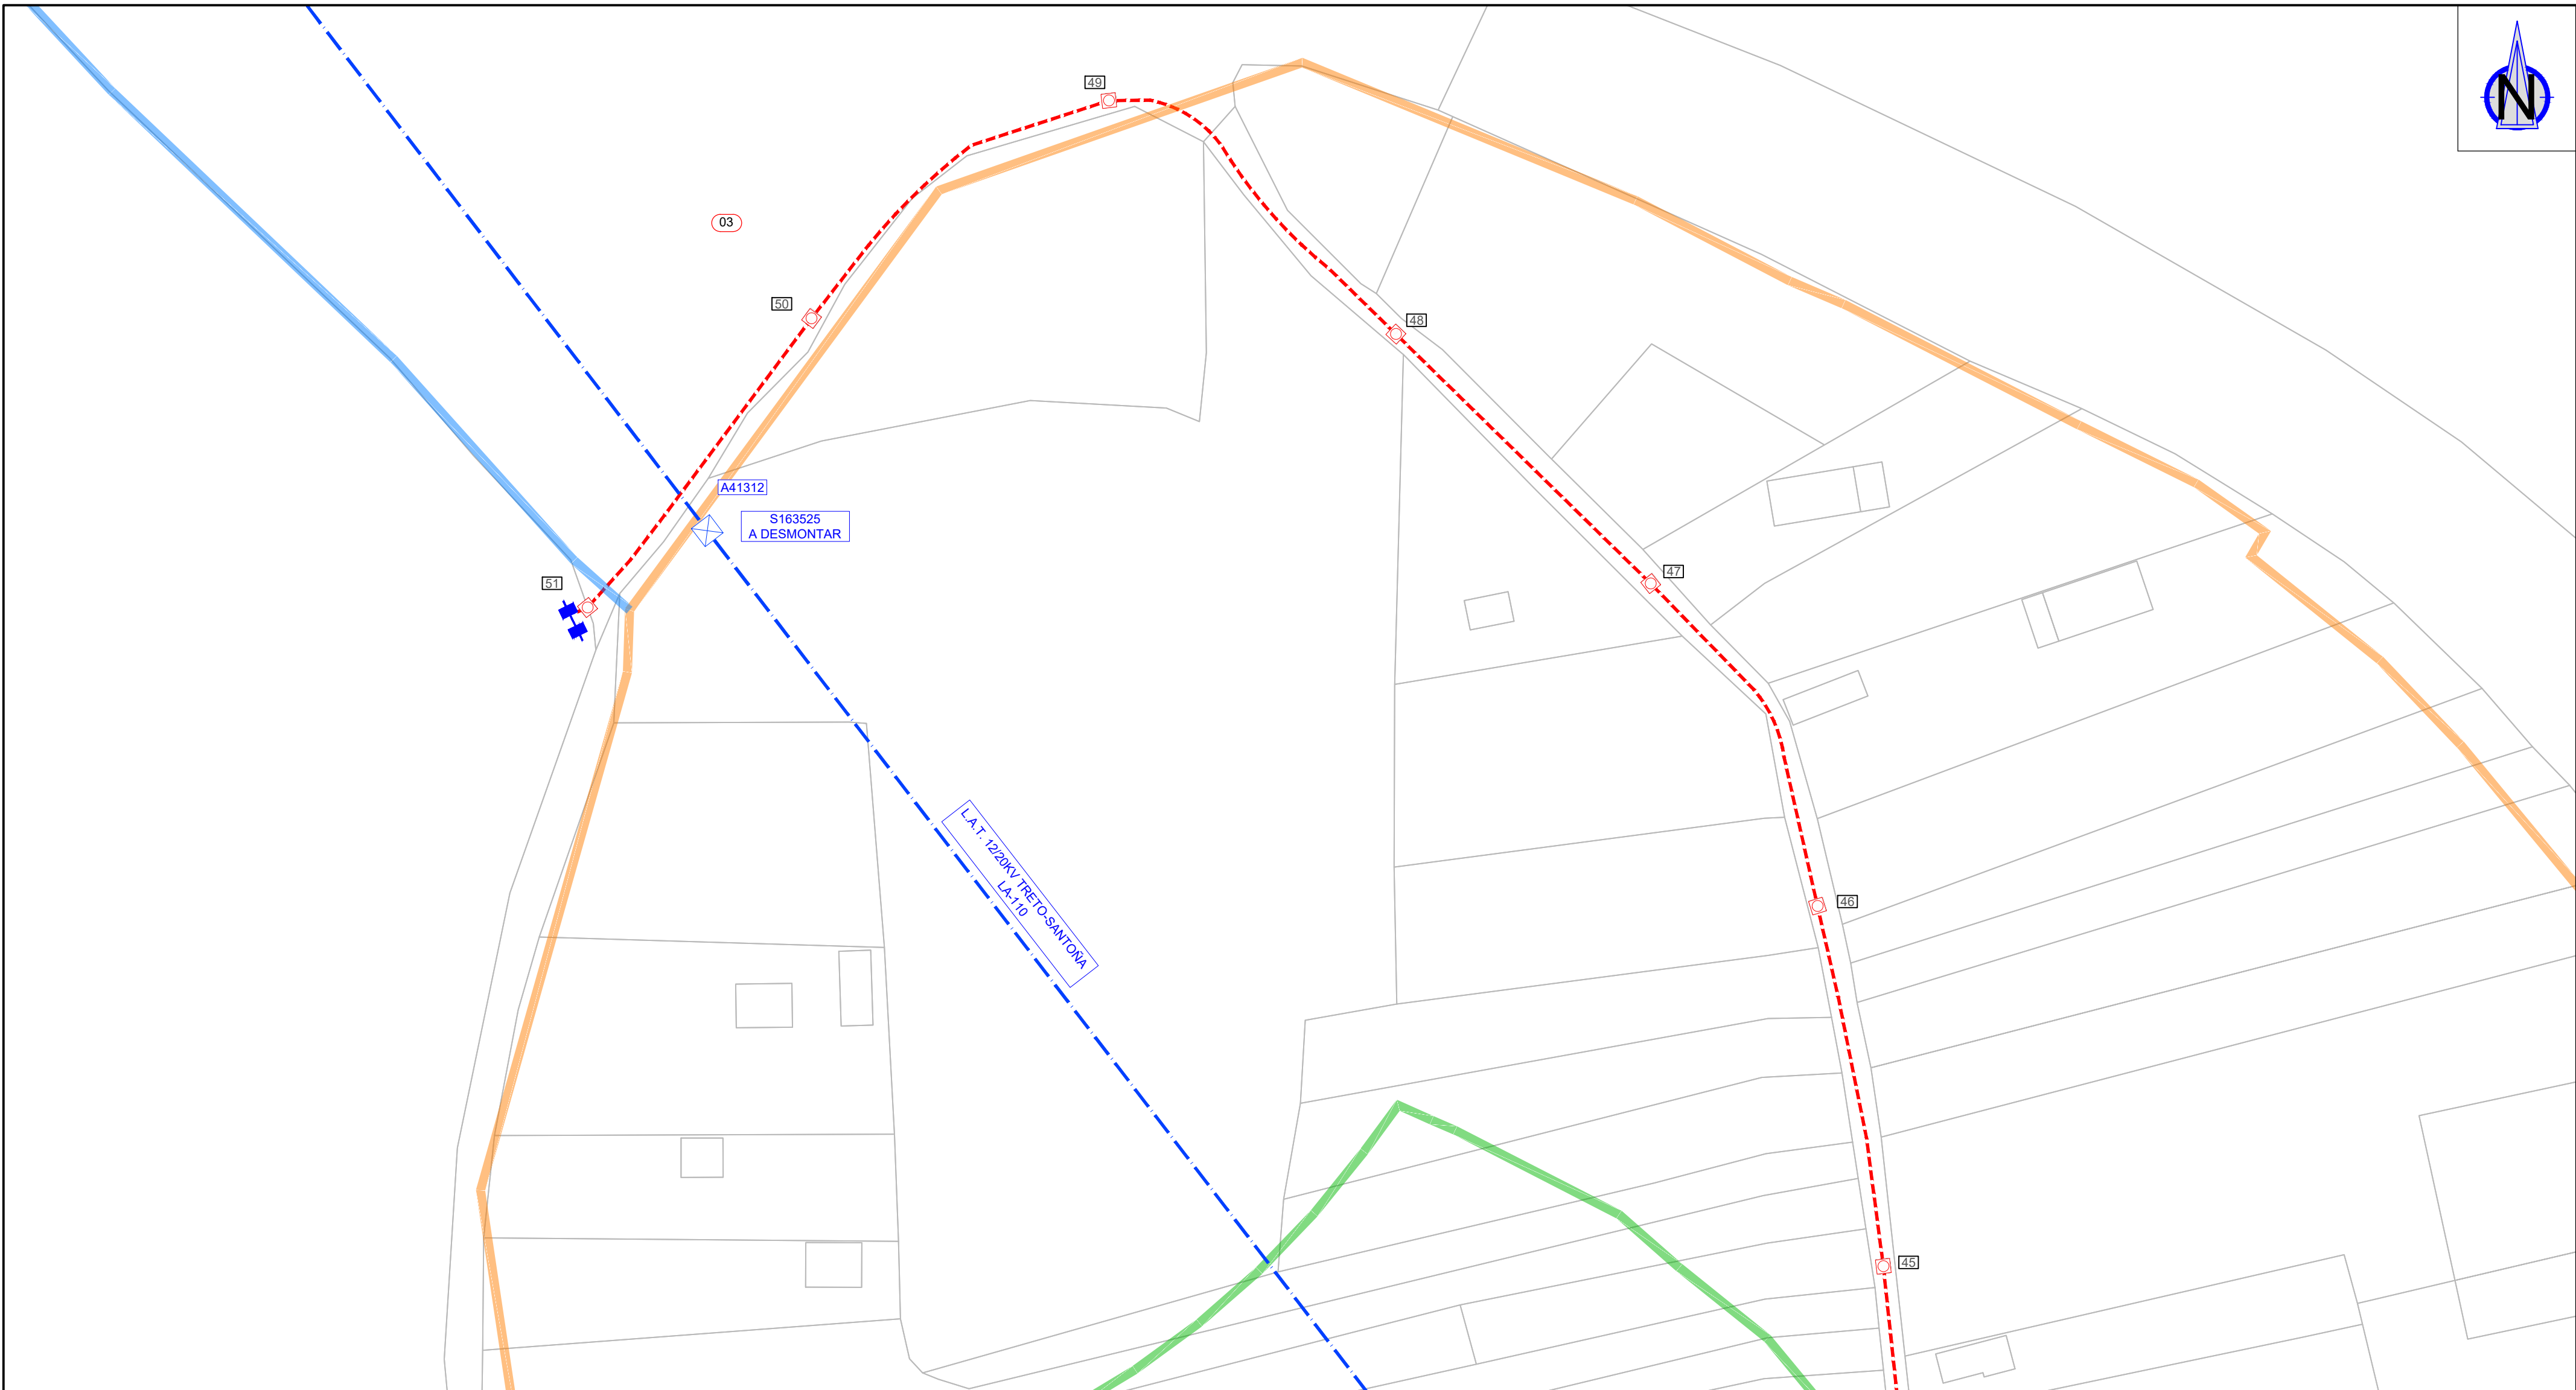 N
49
03
50
48
A41312
S163525
A DESMONTAR
47
51
L.A.T. 12/20KV TRETO-SANTOÑA
LA-110
46
45